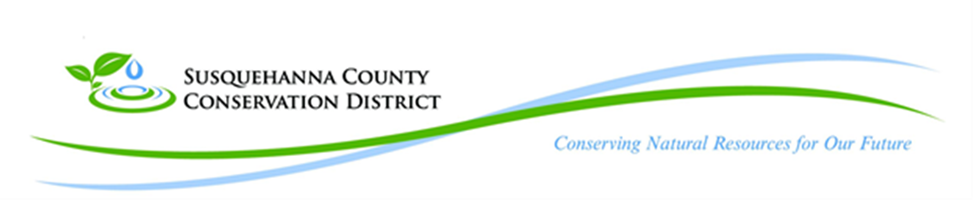 Susquehanna County
Conservation District
Conserving Natural Resources for Our Future